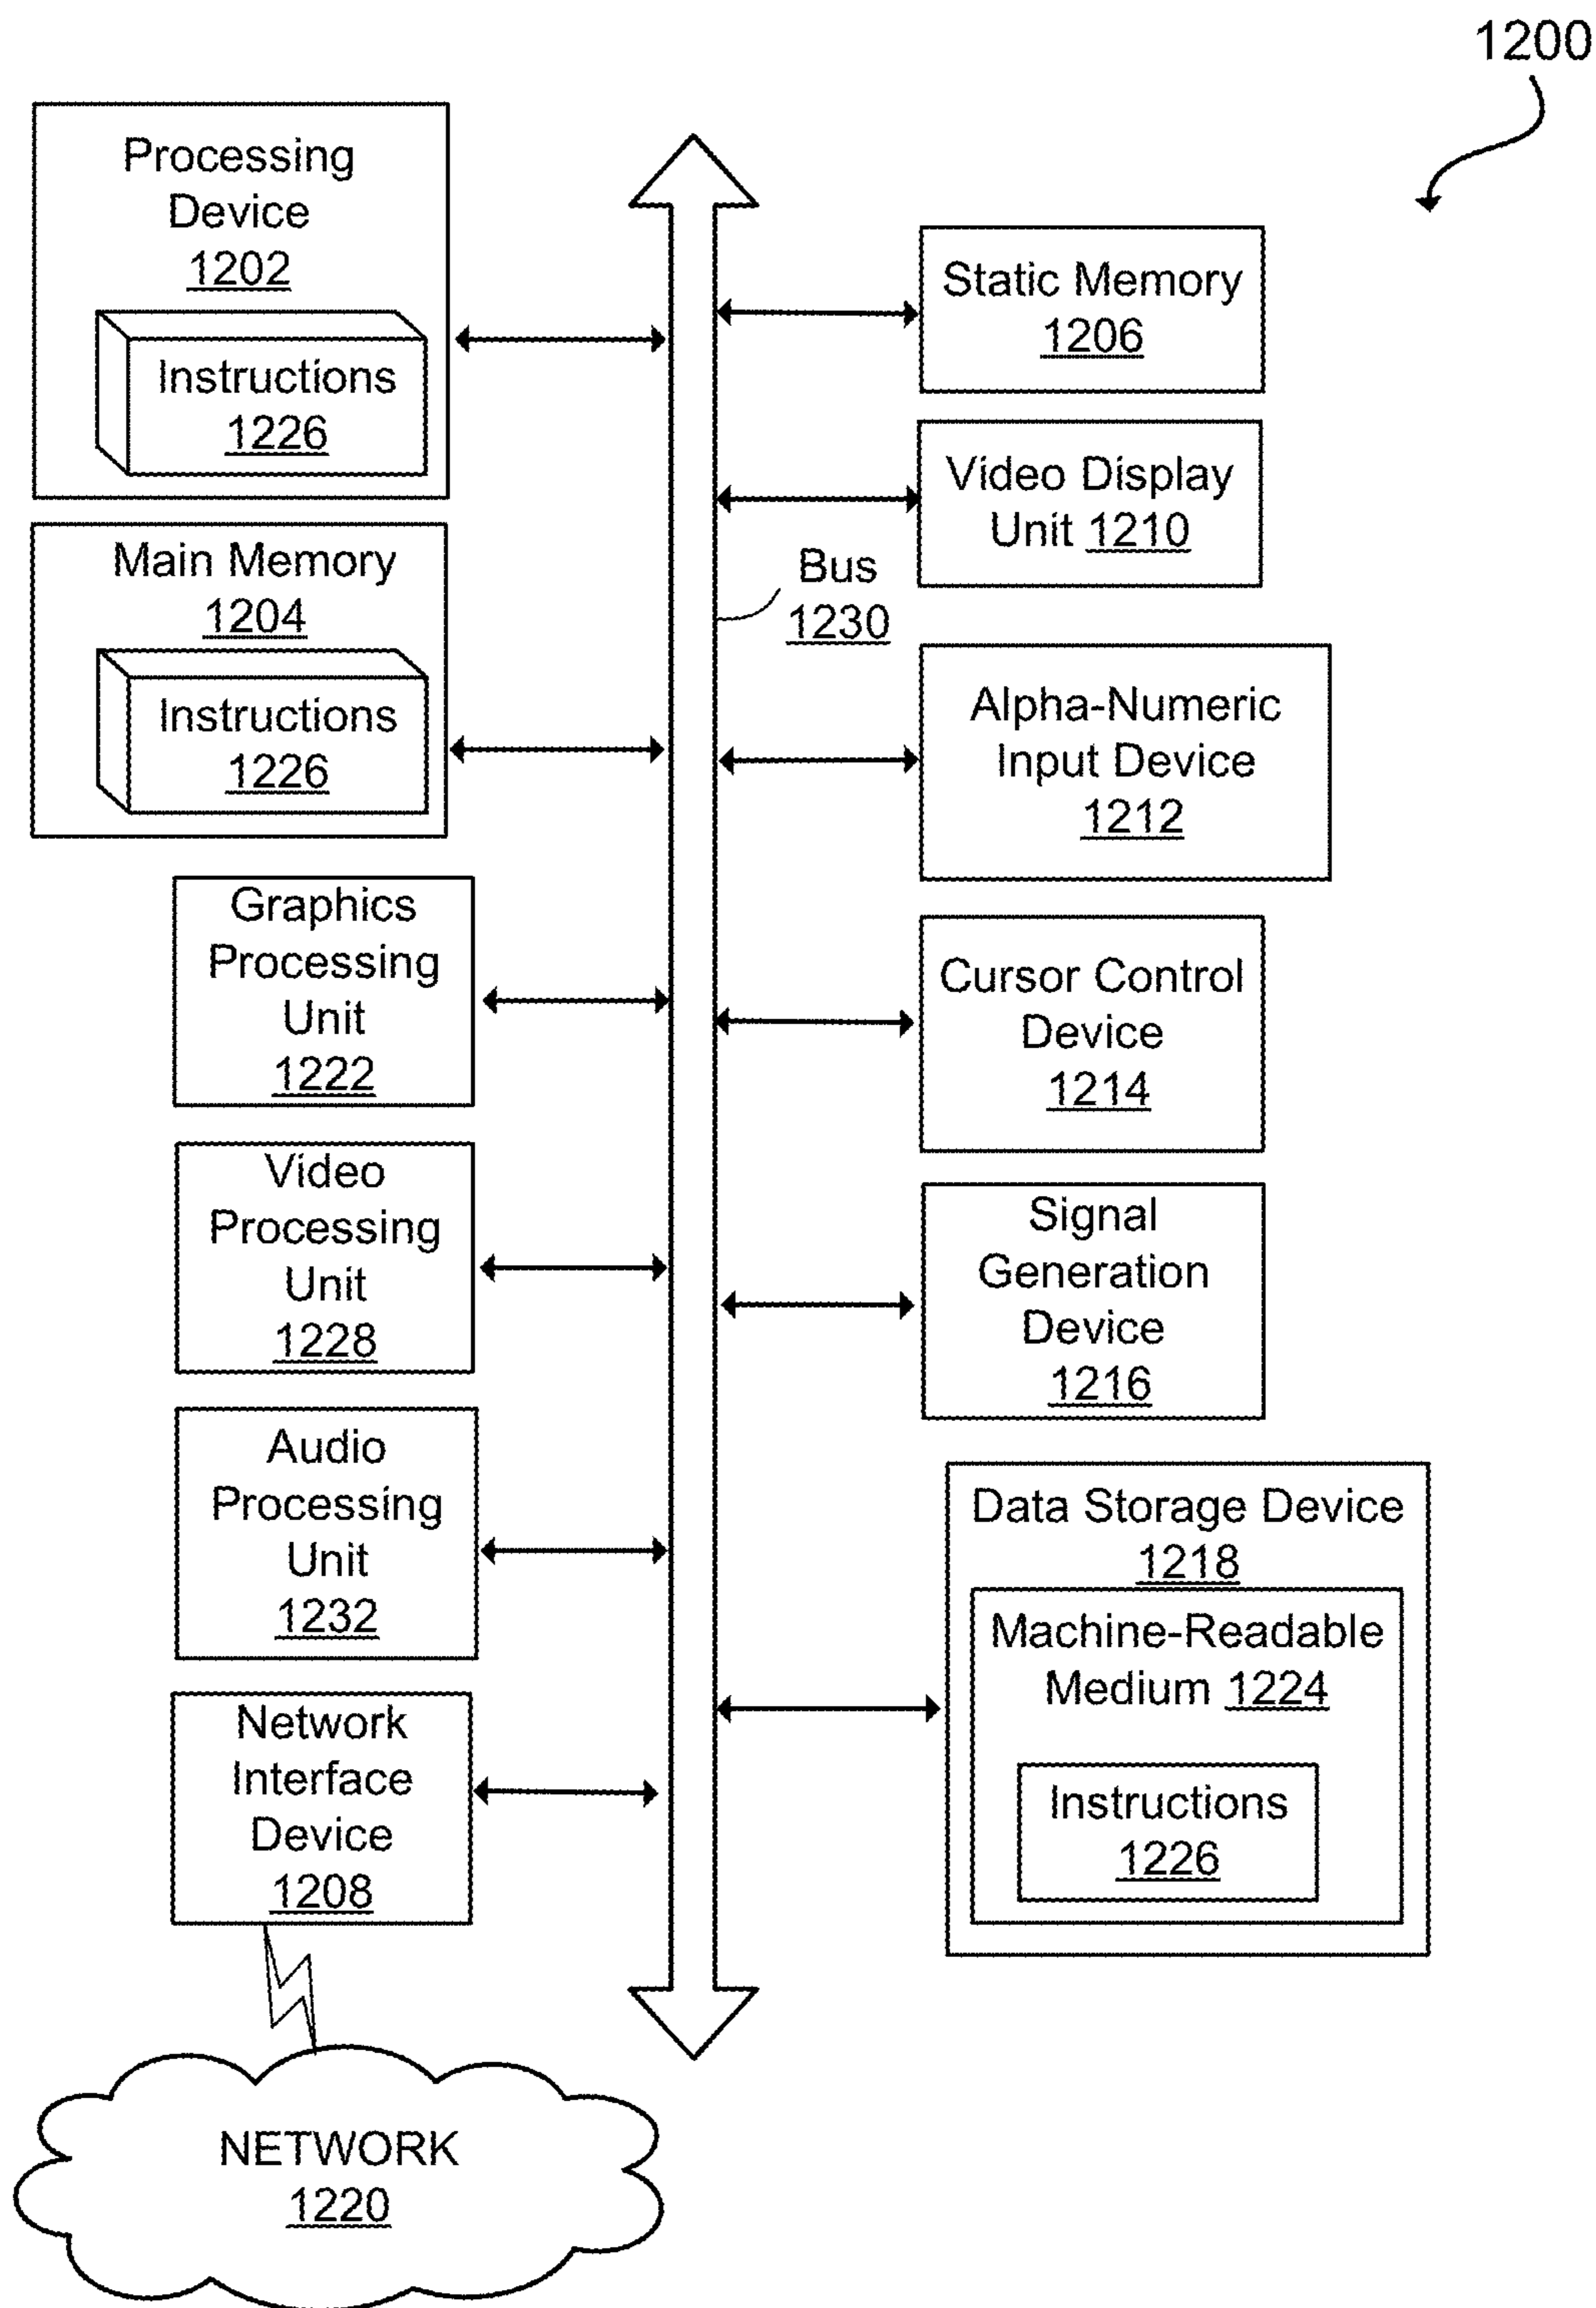 1200
Processing
Device
1202
Instructions
1226
Main Memory
1204
Instructions
1226
Graphics
Processing
Unit
1222
Video
Processing
Unit
1228
Audio
Processing
Unit
1232
Network
Interface
Device
1208
NETWORK
1220
Bus
1230
Static Memory
1206
Video Display
Unit 1210
Alpha-Numeric
Input Device
1212
Cursor Control
Device
1214
Signal
Generation
Device
1216
Data Storage Device
1218
Machine-Readable
Medium 1224
Instructions
1226